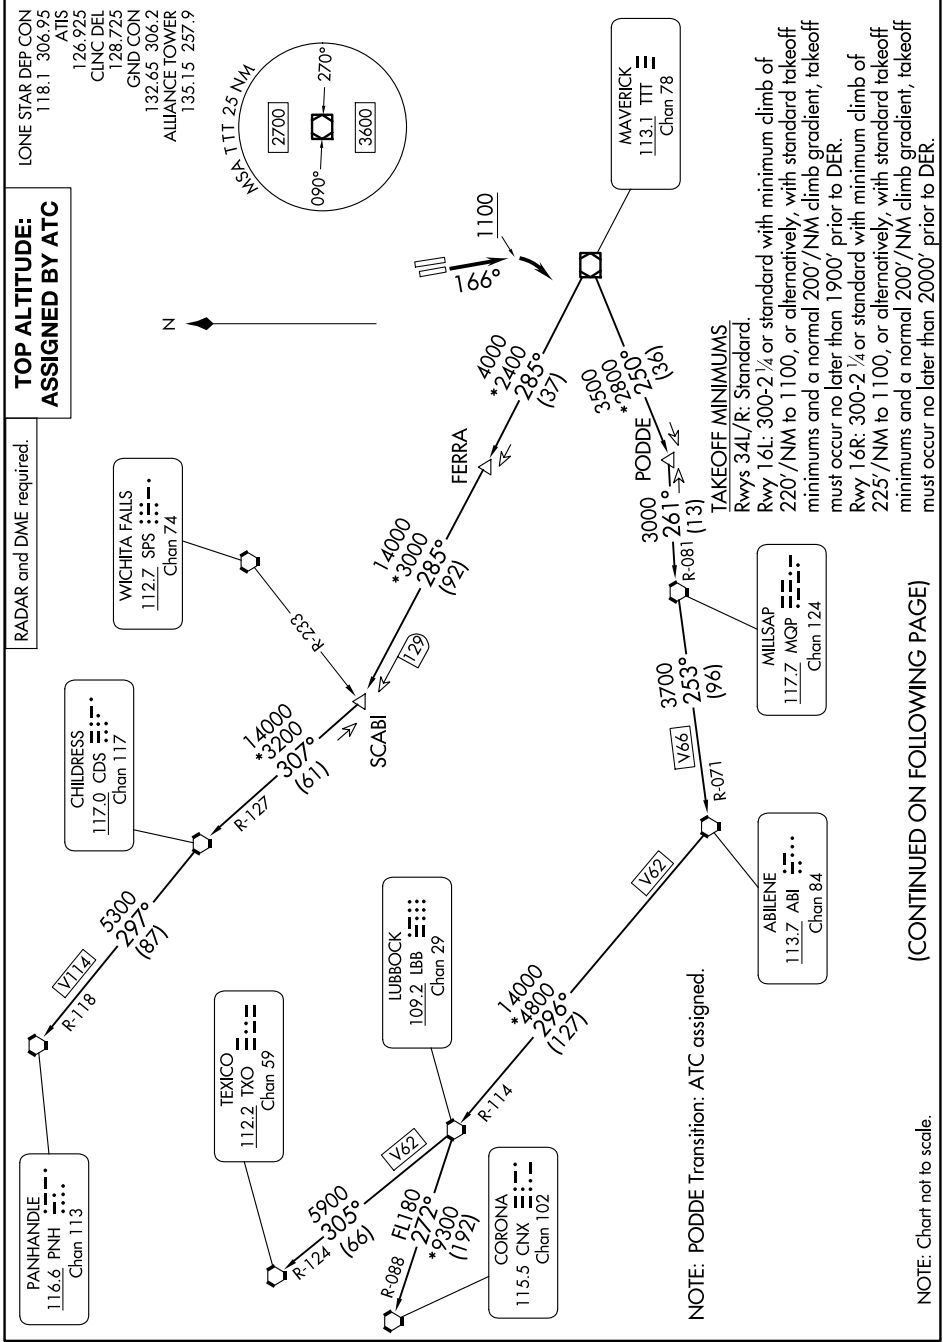 RADAR and DME required.
TOP ALTITUDE:
ASSIGNED BY ATC
LONE STAR DEP CON
118.1 306.95
ATIS
126.925
CLNC DEL
128.725
GND CON
132.65 306.2
ALLIANCE TOWER
135.15 257.9
MSA TTT 25 NM
2700
3600
090°
270°
N
PANHANDLE
116.6 PNH
Chan 113
R-118
V114
5300
297°
(87)
CHILDRESS
117.0 CDS
Chan 117
R-127
14000
*3200
307°
(61)
WICHITA FALLS
112.7 SPS
Chan 74
R-233
SCABI
129
14000
*3000
285°
(92)
FERRA
4000
*2400
285°
(37)
166°
1100
MAVERICK
113.1 TTT
Chan 78
3500
*2800
250°
(36)
PODDE
3000
261°
(13)
R-081
MILLSAP
117.7 MQP
Chan 124
3700
253°
(96)
V66
R-071
ABILENE
113.7 ABI
Chan 84
V62
14000
*4800
296°
(127)
R-114
LUBBOCK
109.2 LBB
Chan 29
V62
5900
305°
(66)
R-124
TEXICO
112.2 TXO
Chan 59
FL180
272°
*9300
(192)
R-088
CORONA
115.5 CNX
Chan 102
NOTE: PODDE Transition: ATC assigned.
TAKEOFF MINIMUMS
Rwys 34L/R: Standard.
Rwy 16L: 300-2 ¼ or standard with minimum climb of
220'/NM to 1100, or alternatively, with standard takeoff
minimums and a normal 200'/NM climb gradient, takeoff
must occur no later than 1900' prior to DER.
Rwy 16R: 300-2 ¼ or standard with minimum climb of
225'/NM to 1100, or alternatively, with standard takeoff
minimums and a normal 200'/NM climb gradient, takeoff
must occur no later than 2000' prior to DER.
NOTE: Chart not to scale.
(CONTINUED ON FOLLOWING PAGE)